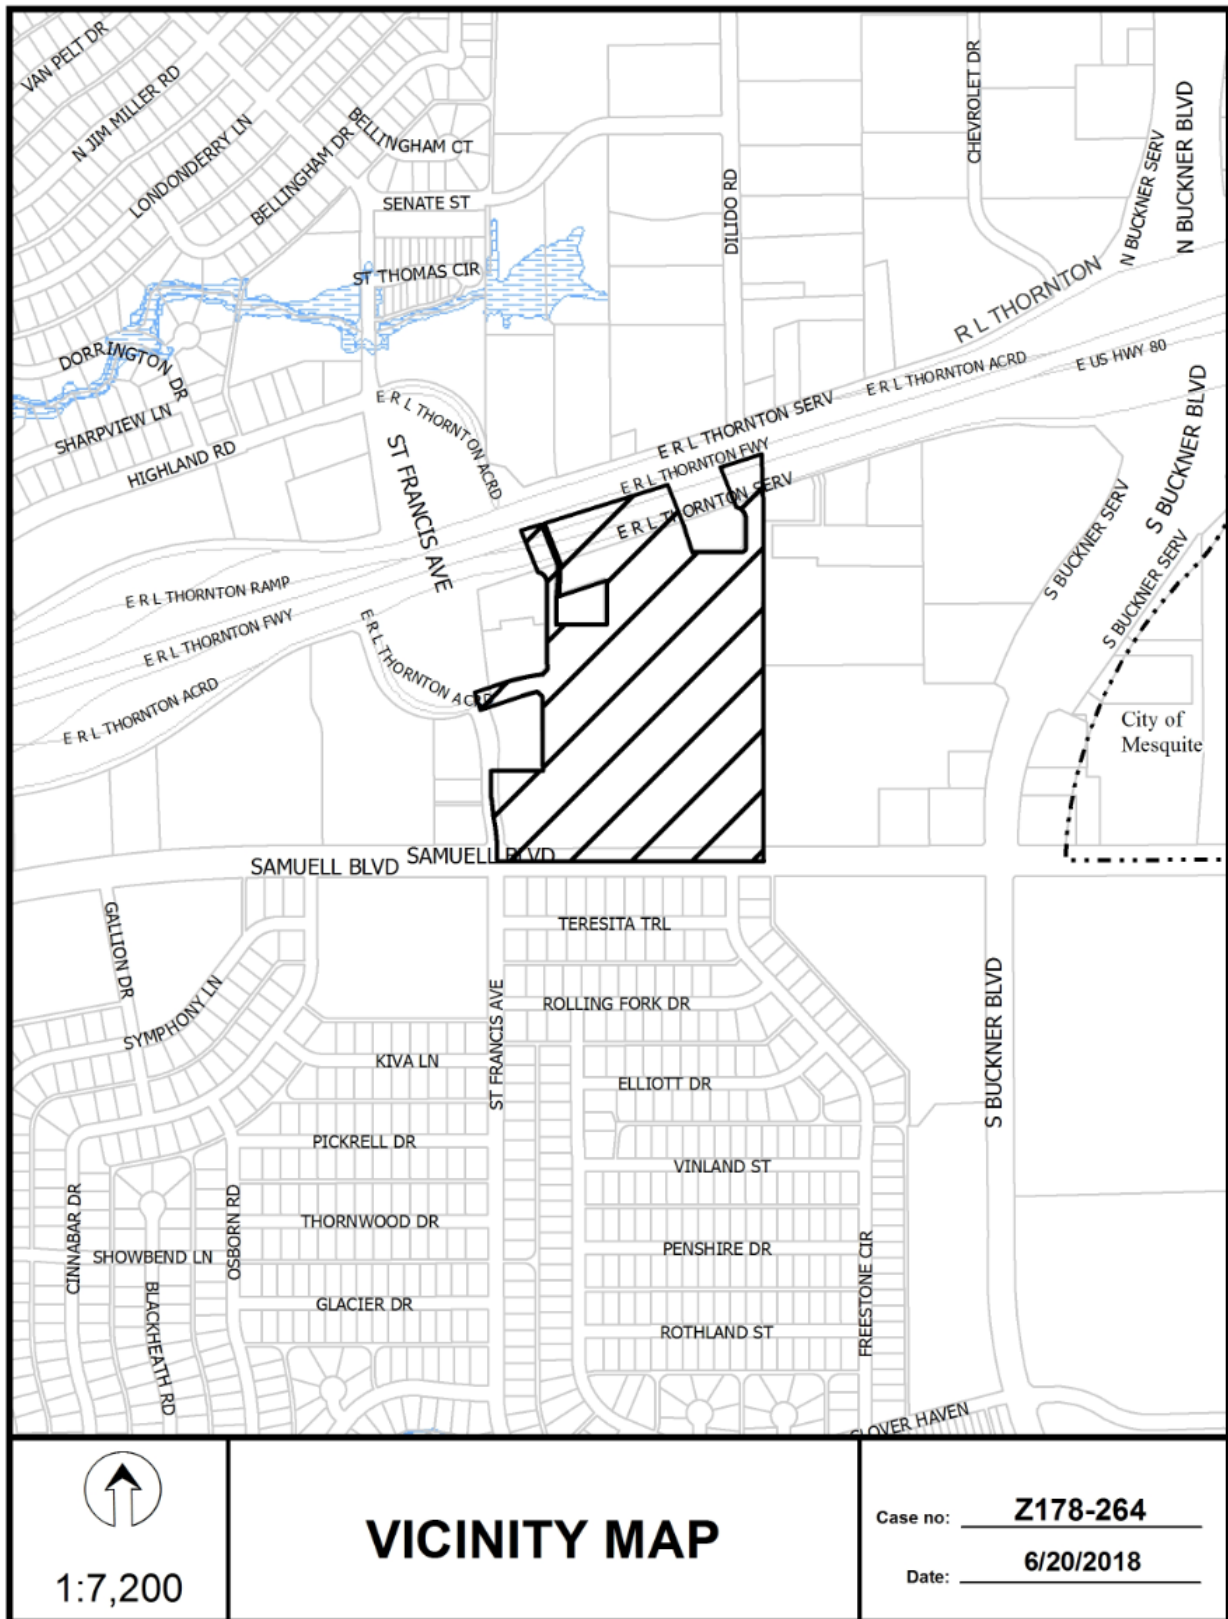 VAN PELT DR
N JIM MILLER RD
LONDONDERRY LN
BELLINGHAM DR
BELLINGHAM CT
SENATE ST
ST THOMAS CIR
DILIDO RD
CHEVROLET DR
N BUCKNER SERV
N BUCKNER BLVD
DORRINGTON DR
SHARPVIEW LN
HIGHLAND RD
E R L THORNTON ACRD
ST FRANCIS AVE
R L THORNTON
E R L THORNTON SERV
E R L THORNTON ACRD
E US HWY 80
E R L THORNTON FWY
E R L THORNTON SERV
S BUCKNER BLVD
S BUCKNER SERV
S BUCKNER SERV
E R L THORNTON RAMP
E R L THORNTON FWY
E R L THORNTON ACRD
E R L THORNTON ACRD
City of
Mesquite
SAMUELL BLVD
SAMUELL BLVD
GALLION DR
SYMPHONY LN
TERESITA TRL
ROLLING FORK DR
ST FRANCIS AVE
KIVA LN
ELLIOTT DR
S BUCKNER BLVD
PICKRELL DR
VINLAND ST
CINNABAR DR
OSBORN RD
THORNWOOD DR
SHOWBEND LN
PENSHIRE DR
FREESTONE CIR
BLACKHEATH RD
GLACIER DR
ROTHLAND ST
CLOVER HAVEN
1:7,200
VICINITY MAP
Case no: Z178-264
Date: 6/20/2018